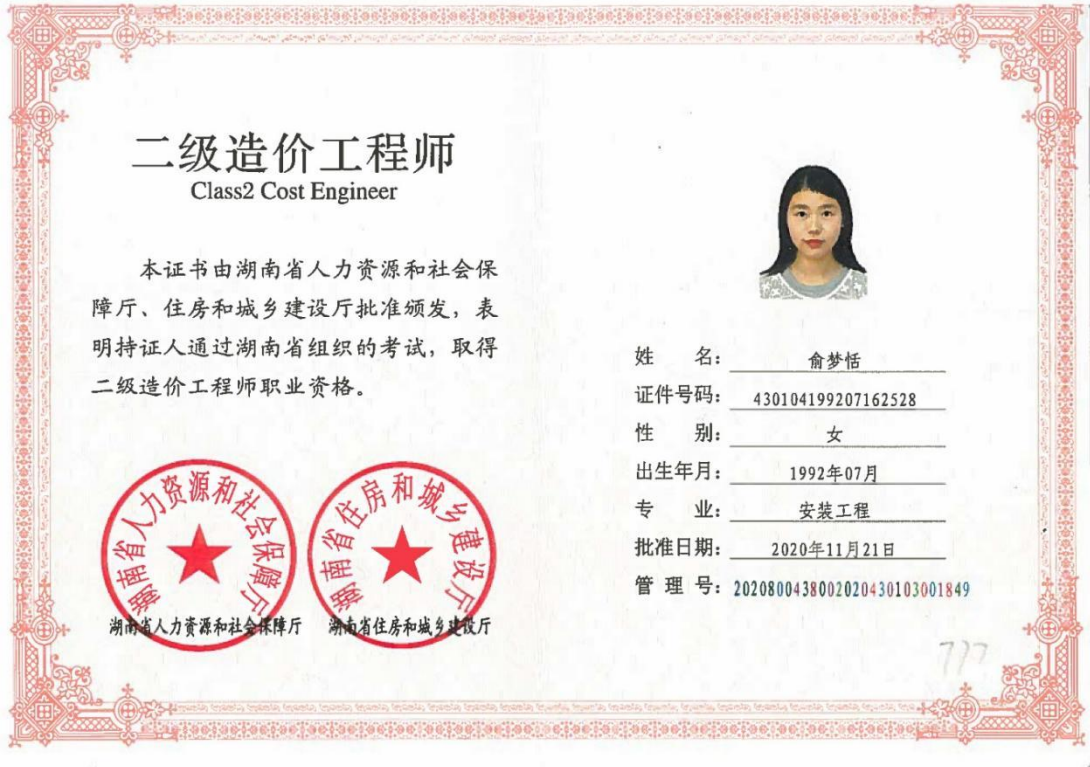 二级造价工程师
Class2 Cost Engineer
本证书由湖南省人力资源和社会保
障厅、住房和城乡建设厅批准颁发，表
明持证人通过湖南省组织的考试，取得
二级造价工程师职业资格。
湖南省人力资源和社会保障厅
湖南省住房和城乡建设厅
湖南省人力资源和社会保障厅
湖南省住房和城乡建设厅
姓 名： 俞梦恬
证件号码： 430104199207162528
性 别： 女
出生年月： 1992年07月
专 业： 安装工程
批准日期： 2020年11月21日
管 理 号： 20208004380020204301030018​49
777